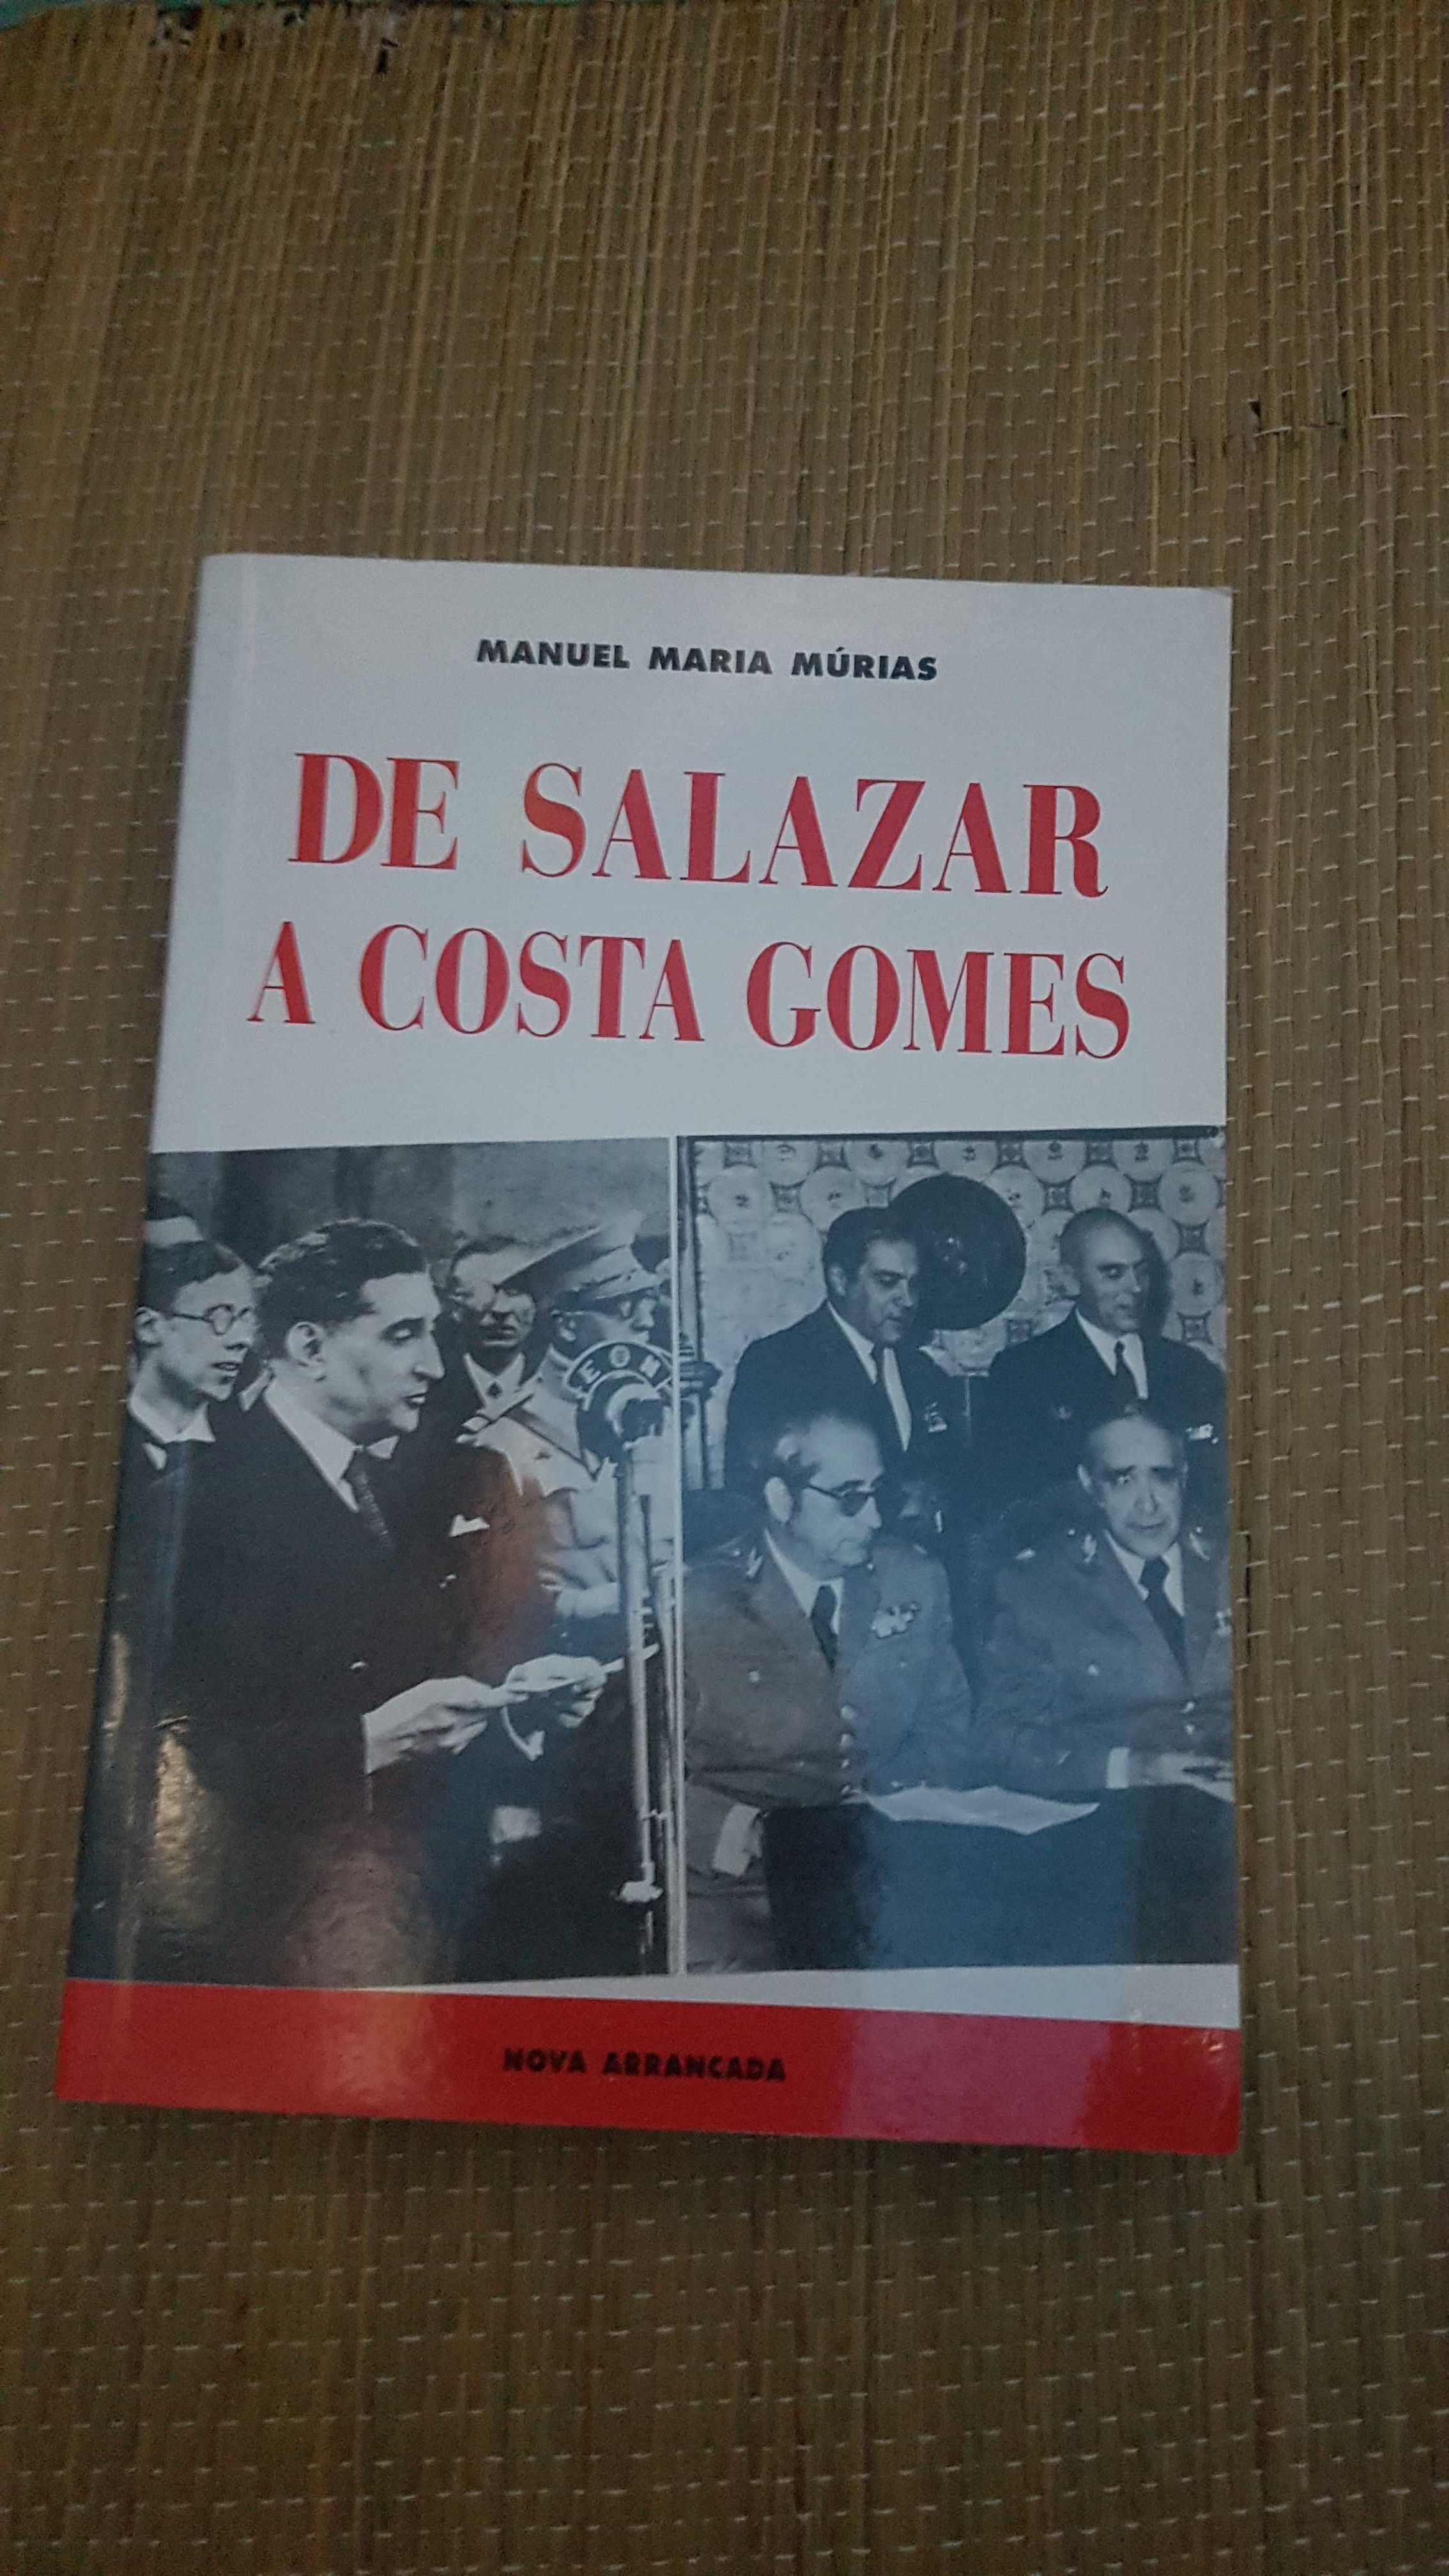 MANUEL MARIA MÚRIAS
DE SALAZAR
A COSTA GOMES
NOVA ARRANCADA